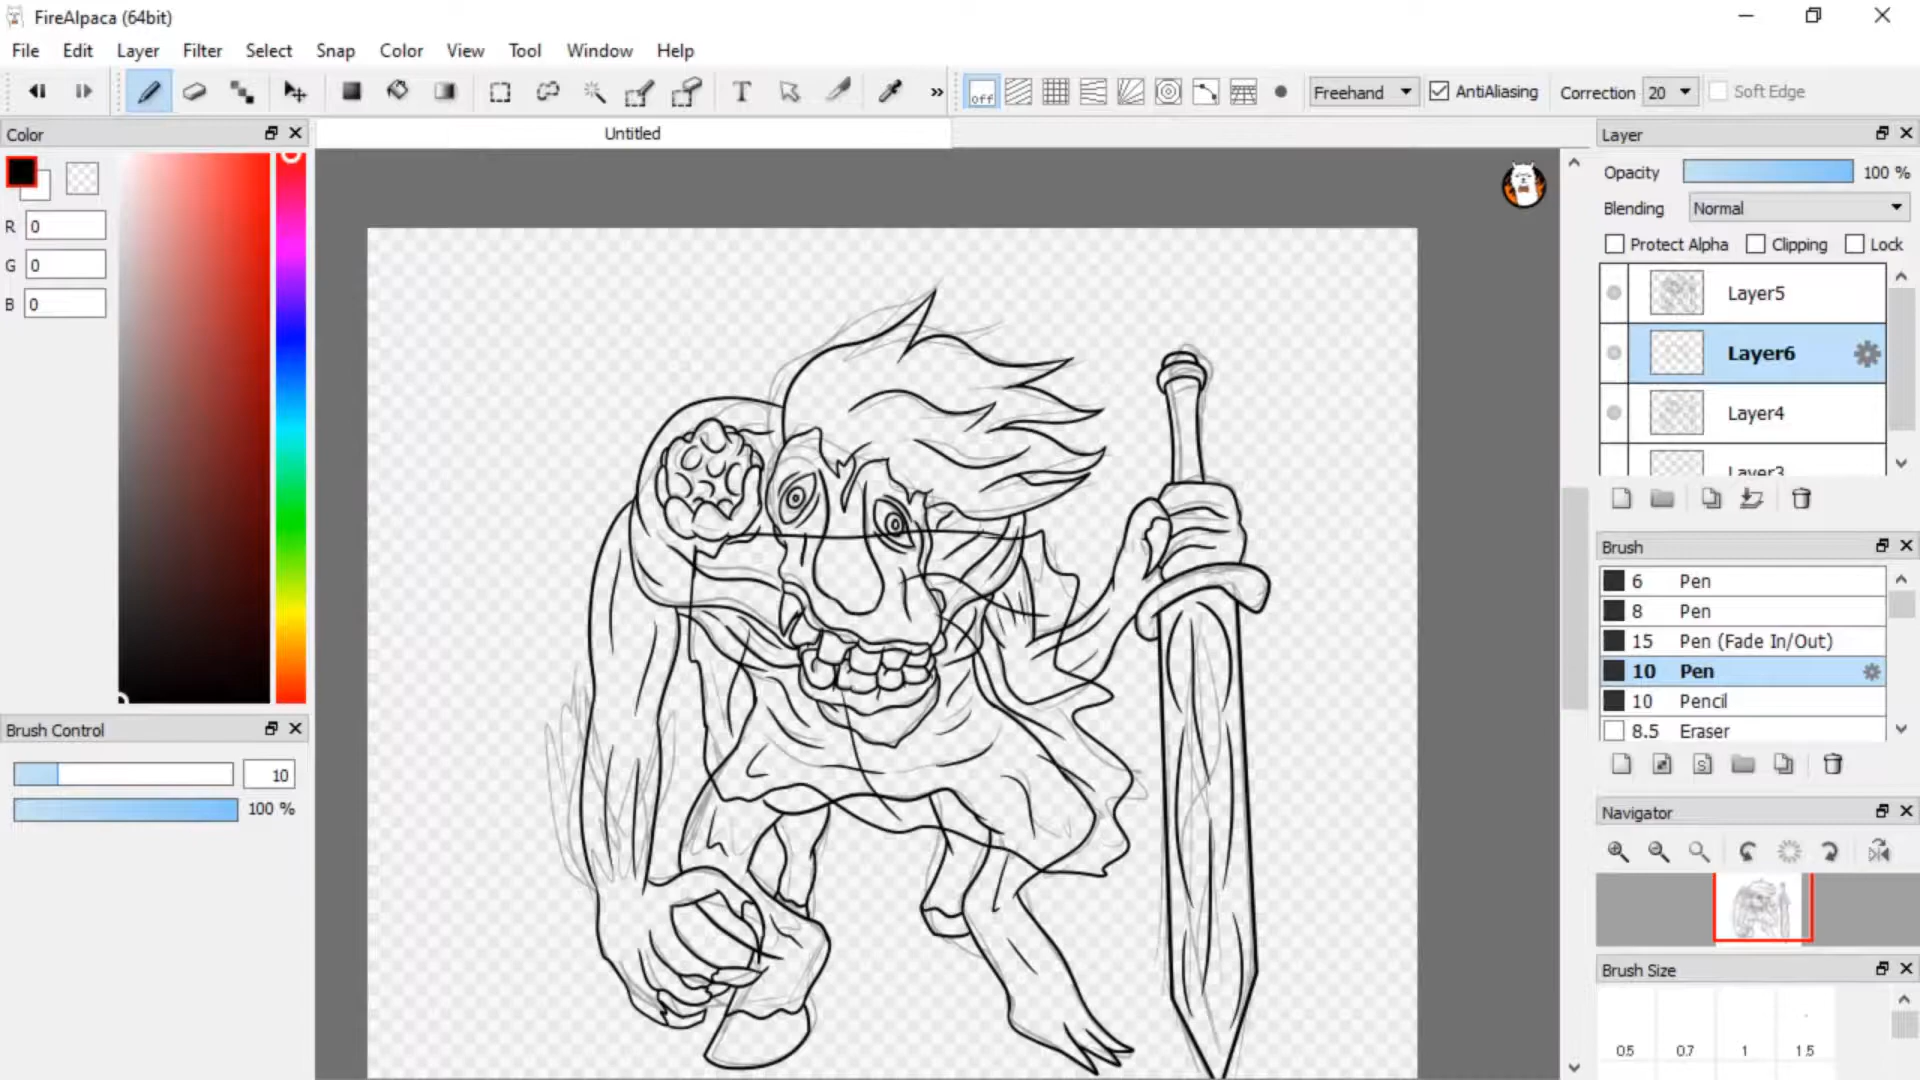 FireAlpaca (64bit)
File Edit Layer Filter Select Snap Color View Tool Window Help
off Freehand AntiAliasing Correction 20 Soft Edge
Color
Untitled
Layer
R 0
G 0
B 0
Opacity 100 %
Blending Normal
Protect Alpha Clipping Lock
Layer5
Layer6
Layer4
Layer3
Brush
6 Pen
8 Pen
15 Pen (Fade In/Out)
10 Pen
10 Pencil
8.5 Eraser
S
Brush Control
10
100 %
Navigator
Brush Size
0.5 0.7 1 1.5